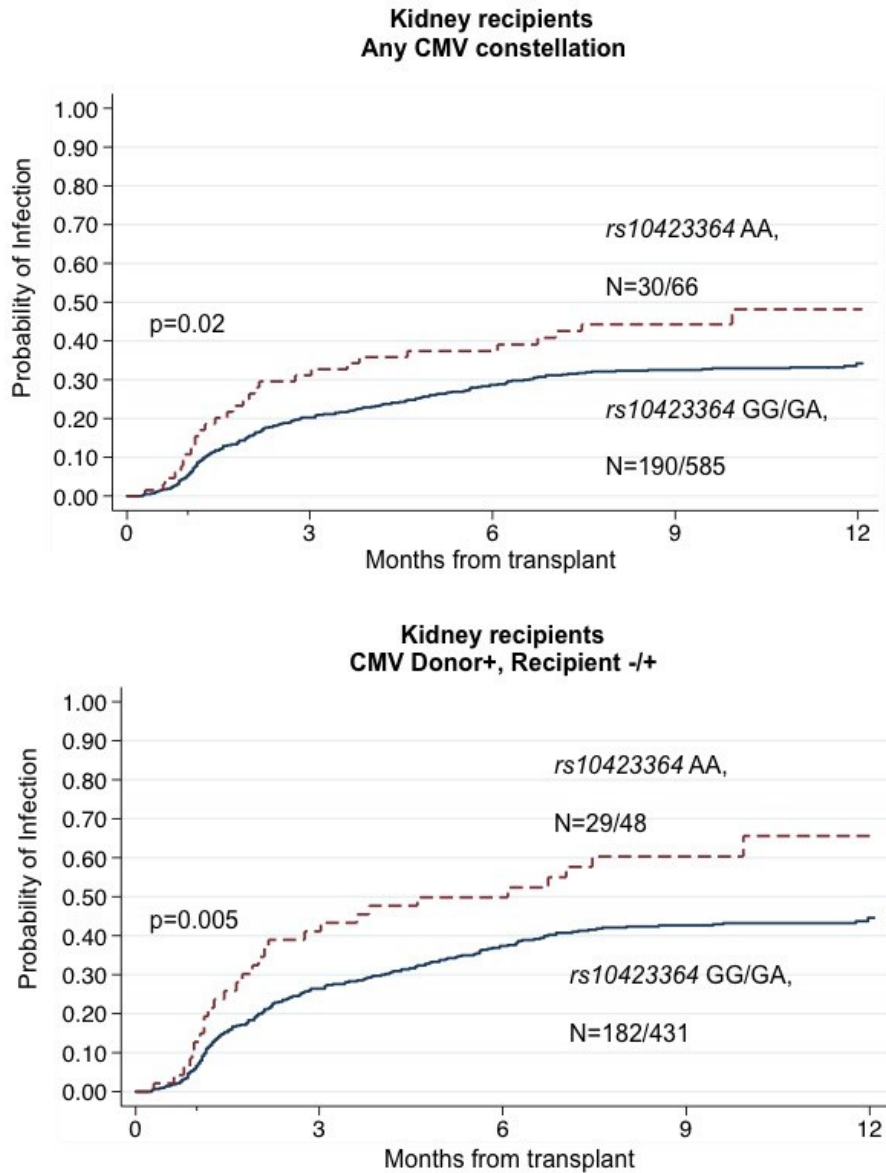 Kidney recipients
Any CMV constellation
1.00
0.90
0.80
0.70
0.60
0.50
0.40
0.30
0.20
0.10
0.00
Probability of Infection
rs10423364 AA,
N=30/66
p=0.02
rs10423364 GG/GA,
N=190/585
0 3 6 9 12
Months from transplant
Kidney recipients
CMV Donor+, Recipient -/+
1.00
0.90
0.80
0.70
0.60
0.50
0.40
0.30
0.20
0.10
0.00
Probability of Infection
rs10423364 AA,
N=29/48
p=0.005
rs10423364 GG/GA,
N=182/431
0 3 6 9 12
Months from transplant